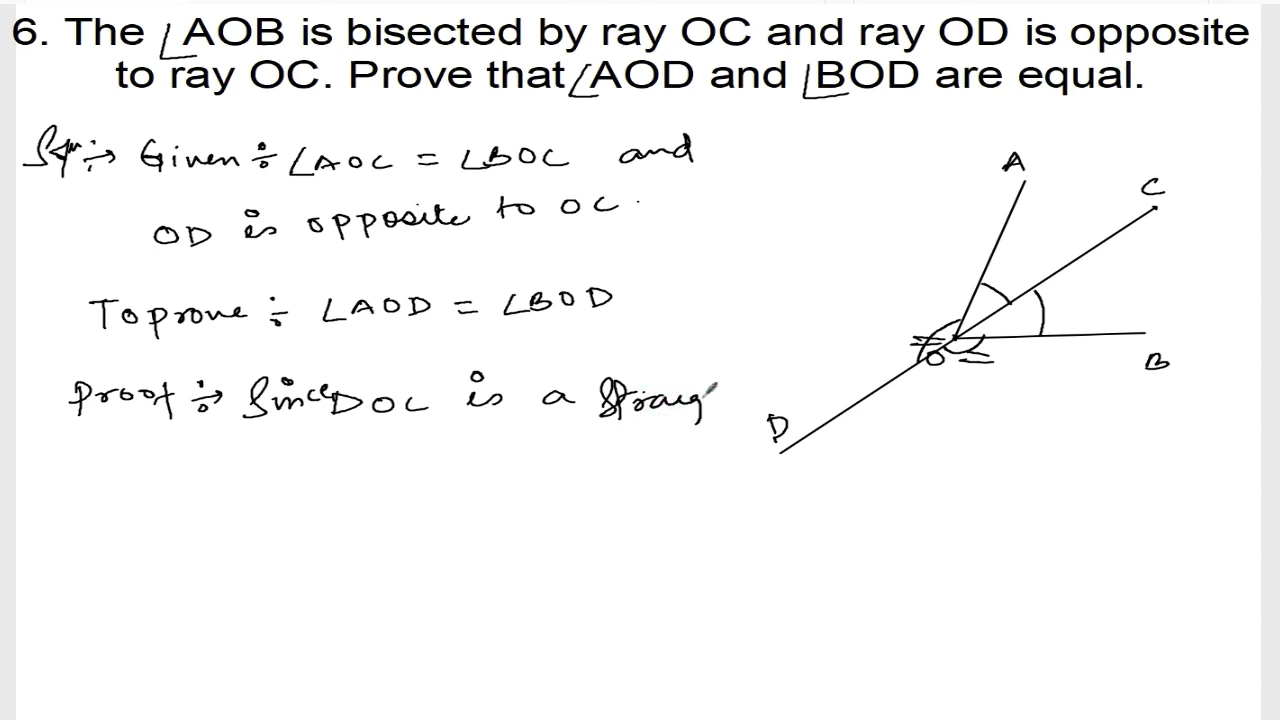 6. The ∠AOB is bisected by ray OC and ray OD is opposite
to ray OC. Prove that ∠AOD and ∠BOD are equal.
Given ÷ ∠AOC = ∠BOC and
OD is opposite to OC.
To prove ÷ ∠AOD = ∠BOD
Proof ÷→ Since DOC is a Straig
A
C
O
B
D